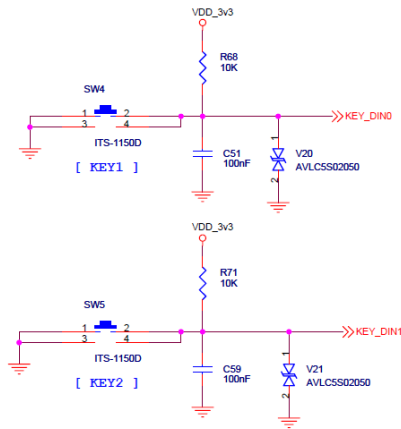 VDD_3v3
R68
10K
SW4
1 2
3 4
KEY_DIN0
ITS-1150D
C51
100nF
1
V20
AVLC5S02050
2
[ KEY1 ]
VDD_3v3
R71
10K
SW5
1 2
3 4
KEY_DIN1
ITS-1150D
C59
100nF
1
V21
AVLC5S02050
2
[ KEY2 ]